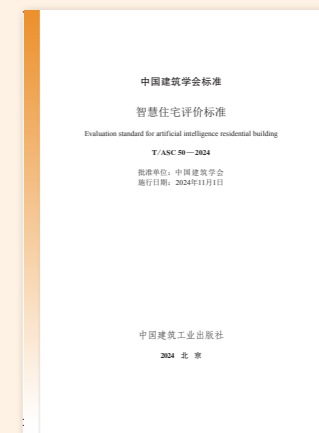 中国建筑学会标准
智慧住宅评价标准
Evaluation standard for artificial intelligence residential building
T/ASC 50—2024
批准单位：中国建筑学会
施行日期：2024年11月1日
中国建筑工业出版社
2024 北 京